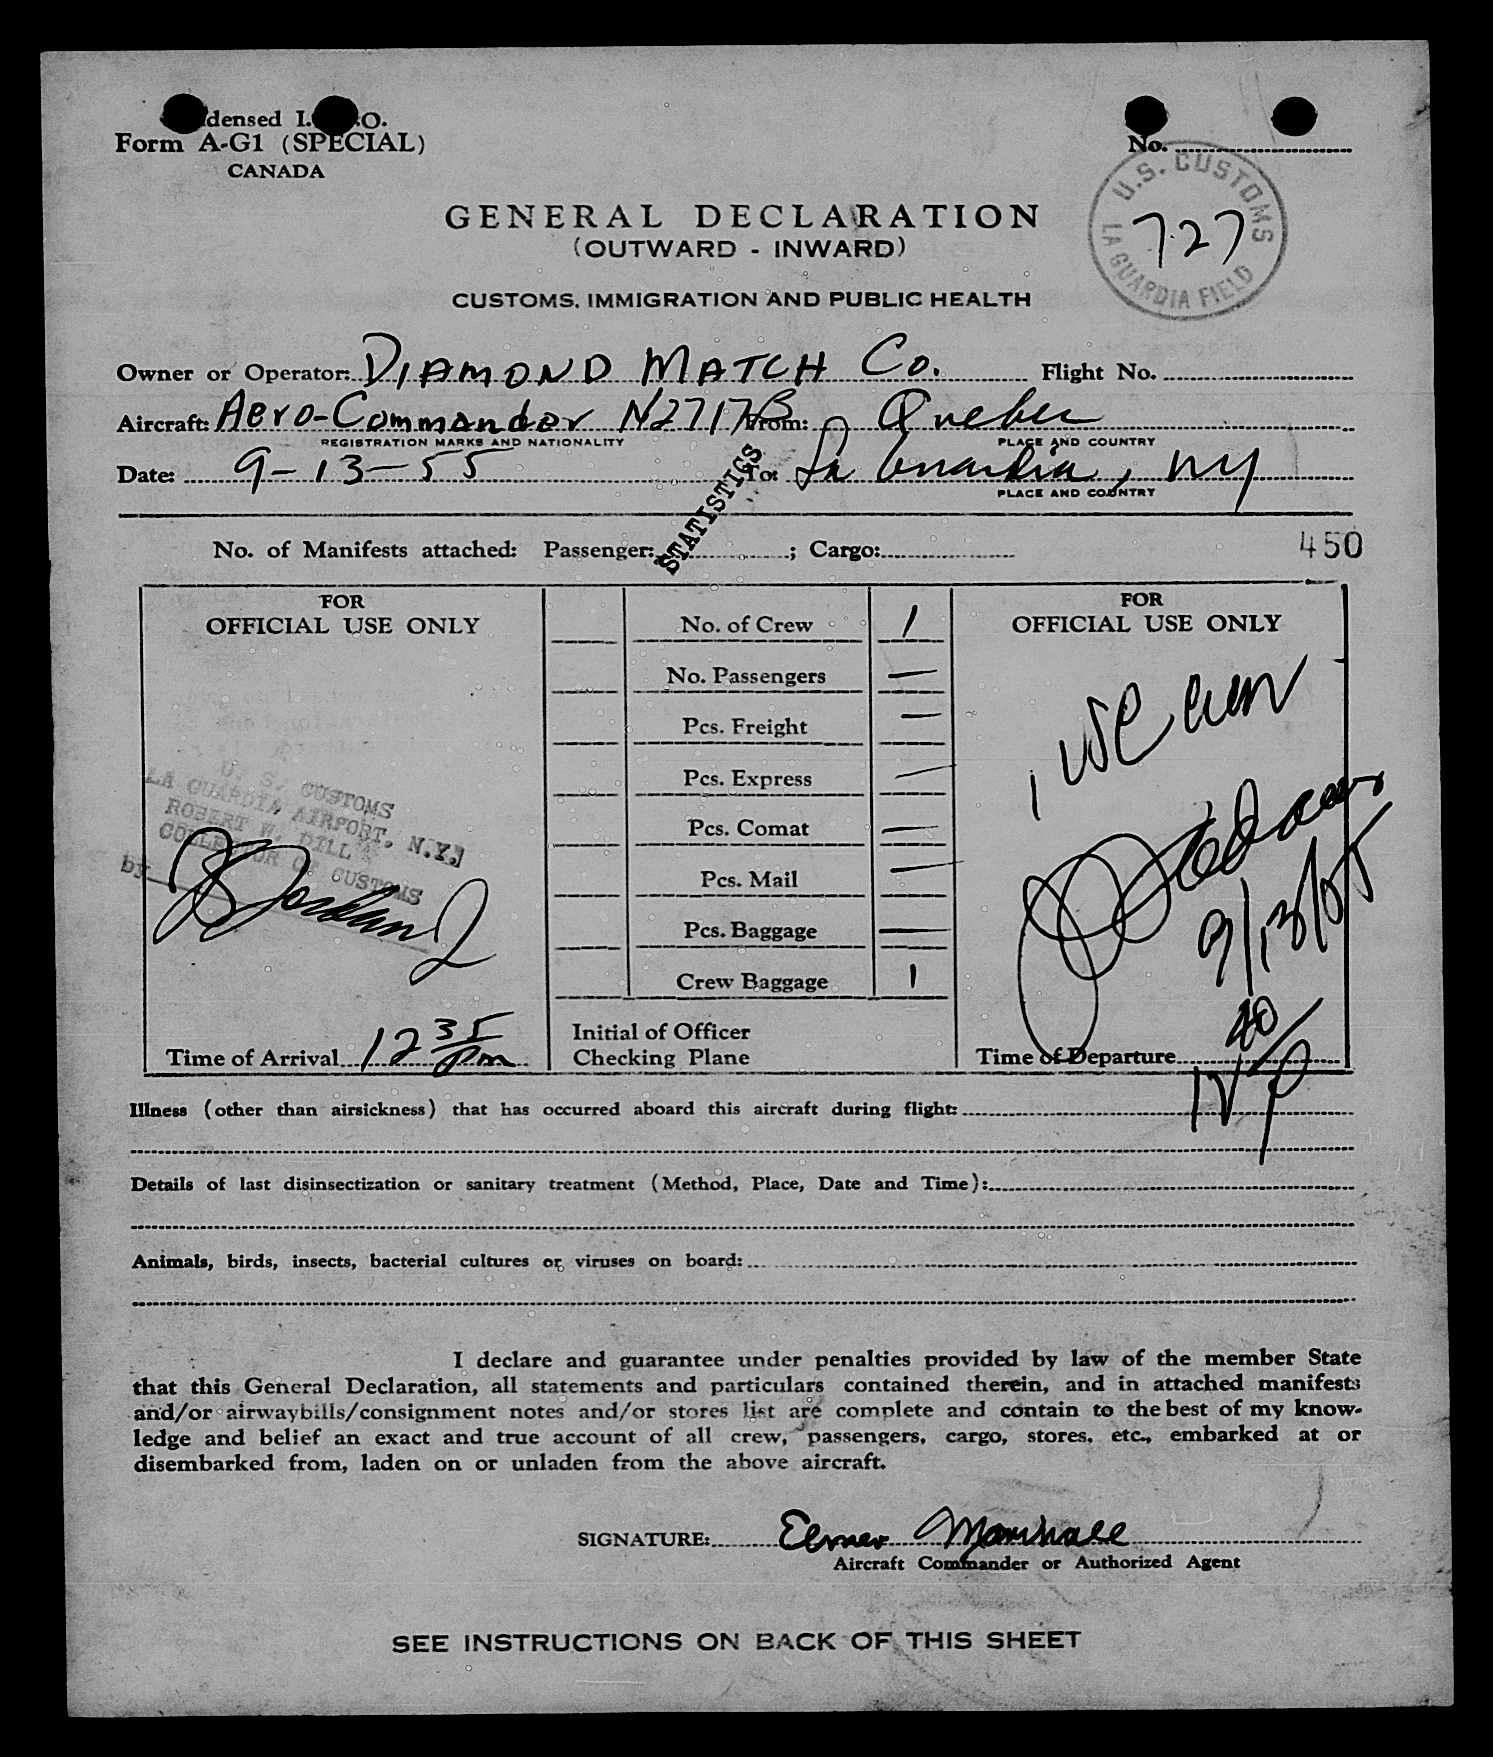 densed I. .O.
Form A-G1 (SPECIAL)
CANADA
No.
U.S. CUSTOMS
LA GUARDIA FIELD
727
GENERAL DECLARATION
(OUTWARD - INWARD)
CUSTOMS, IMMIGRATION AND PUBLIC HEALTH
Owner or Operator: DIAMOND MATCH Co. Flight No.
Aircraft: Aero-Commander N2717B From: Quebec
REGISTRATION MARKS AND NATIONALITY PLACE AND COUNTRY
Date: 9-13-55 To: La Guardia, NY
PLACE AND COUNTRY
STATISTICS
No. of Manifests attached: Passenger: ; Cargo:
450
FOR
OFFICIAL USE ONLY
U. S. CUSTOMS
LA GUARDIA AIRPORT, N.Y.
ROBERT W. DILL
COLLECTOR OF CUSTOMS
by
Time of Arrival 12 35 pm
No. of Crew 1
No. Passengers —
Pcs. Freight —
Pcs. Express —
Pcs. Comat —
Pcs. Mail —
Pcs. Baggage —
Crew Baggage 1
Initial of Officer
Checking Plane
FOR
OFFICIAL USE ONLY
1 USC
9/13/55
Time of Departure 12 40 P
Illness (other than airsickness) that has occurred aboard this aircraft during flight:
Details of last disinsectization or sanitary treatment (Method, Place, Date and Time):
Animals, birds, insects, bacterial cultures or viruses on board:
I declare and guarantee under penalties provided by law of the member State
that this General Declaration, all statements and particulars contained therein, and in attached manifests
and/or airwaybills/consignment notes and/or stores list are complete and contain to the best of my know-
ledge and belief an exact and true account of all crew, passengers, cargo, stores, etc., embarked at or
disembarked from, laden on or unladen from the above aircraft.
SIGNATURE: Elmer Marshall
Aircraft Commander or Authorized Agent
SEE INSTRUCTIONS ON BACK OF THIS SHEET